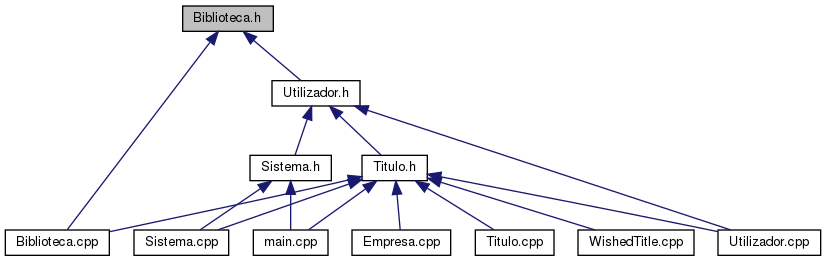 Biblioteca.h
Utilizador.h
Sistema.h
Titulo.h
Biblioteca.cpp
Sistema.cpp
main.cpp
Empresa.cpp
Titulo.cpp
WishedTitle.cpp
Utilizador.cpp